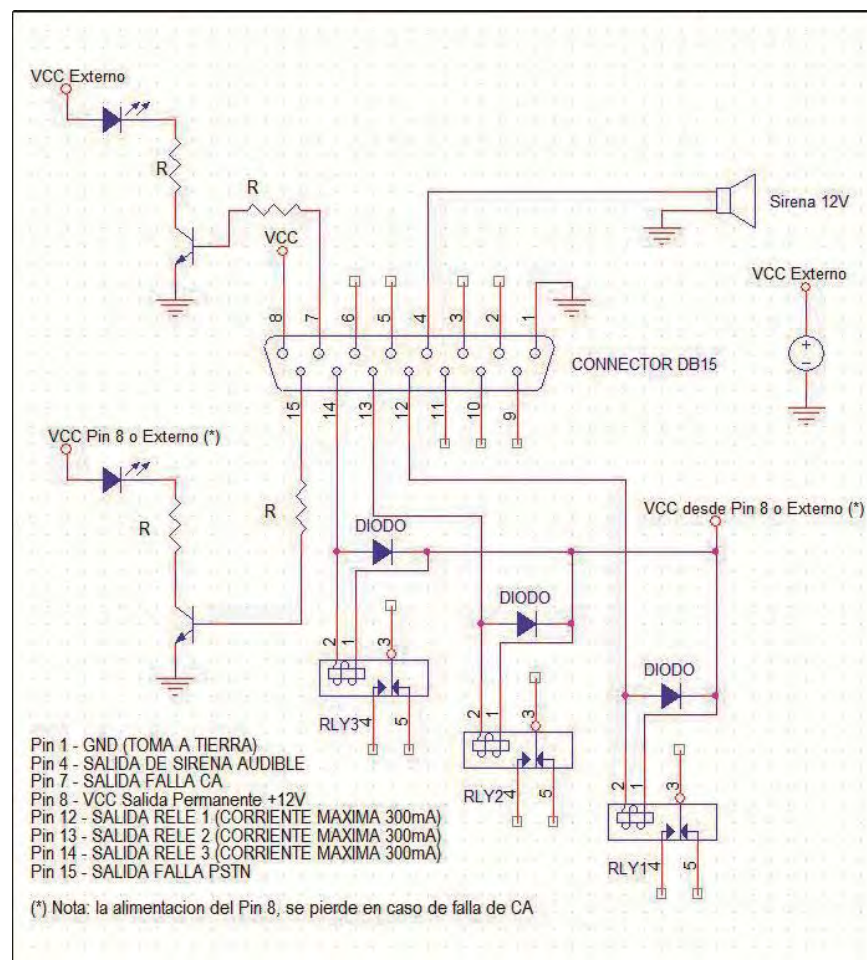 VCC Externo
R
R
VCC
Sirena 12V
VCC Externo
8
7
6
5
4
3
2
1
CONNECTOR DB15
15
14
13
12
11
10
9
VCC Pin 8 o Externo (*)
R
R
VCC desde Pin 8 o Externo (*)
DIODO
DIODO
DIODO
2
1
3
4
5
RLY3
2
1
3
4
5
RLY2
2
1
3
4
5
RLY1
Pin 1 - GND (TOMA A TIERRA)
Pin 4 - SALIDA DE SIRENA AUDIBLE
Pin 7 - SALIDA FALLA CA
Pin 8 - VCC Salida Permanente +12V
Pin 12 - SALIDA RELE 1 (CORRIENTE MAXIMA 300mA)
Pin 13 - SALIDA RELE 2 (CORRIENTE MAXIMA 300mA)
Pin 14 - SALIDA RELE 3 (CORRIENTE MAXIMA 300mA)
Pin 15 - SALIDA FALLA PSTN
(*) Nota: la alimentacion del Pin 8, se pierde en caso de falla de CA